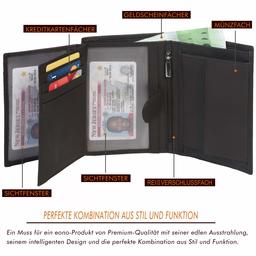 GELDSCHEINFÄCHER
KREDITKARTENFÄCHER
MÜNZFACH
SICHTFENSTER
SICHTFENSTER
REIßVERSCHLUSSFACH
PERFEKTE KOMBINATION AUS STIL UND FUNKTION
Ein Muss für ein eono-Produkt von Premium-Qualität mit seiner edlen Ausstrahlung,
seinem intelligenten Design und die perfekte Kombination aus Stil und Funktion.